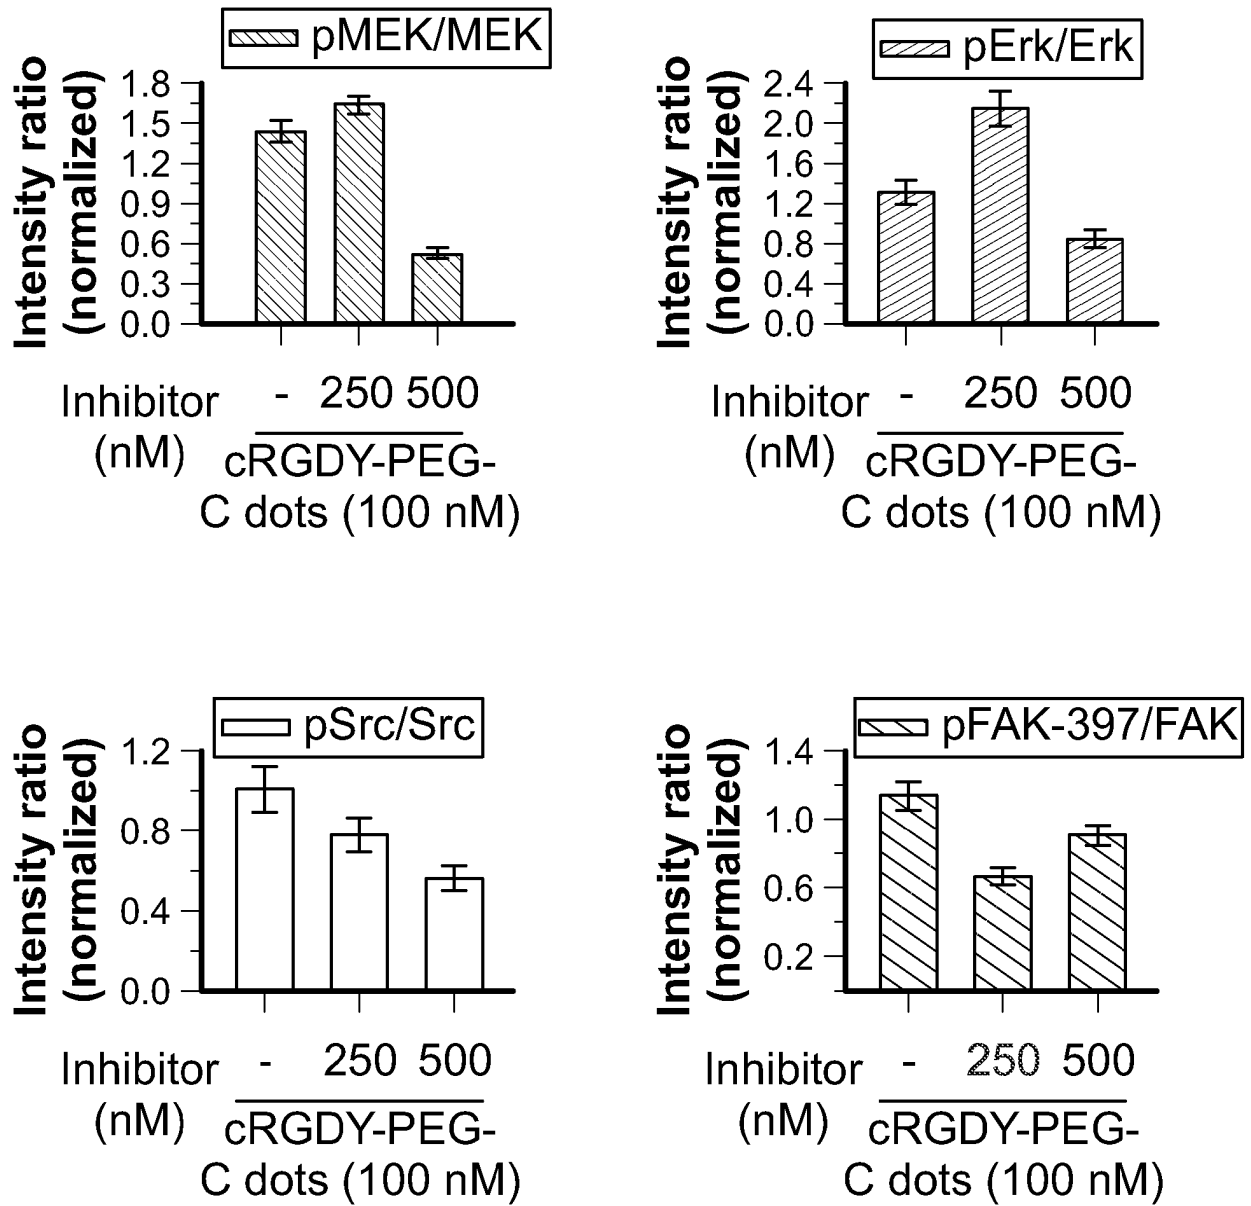 pMEK/MEK
Intensity ratio
(normalized)
1.8
1.5
1.2
0.9
0.6
0.3
0.0
Inhibitor - 250 500
(nM) cRGDY-PEG-
C dots (100 nM)
pErk/Erk
Intensity ratio
(normalized)
2.4
2.0
1.6
1.2
0.8
0.4
0.0
Inhibitor - 250 500
(nM) cRGDY-PEG-
C dots (100 nM)
pSrc/Src
Intensity ratio
(normalized)
1.2
0.8
0.4
0.0
Inhibitor - 250 500
(nM) cRGDY-PEG-
C dots (100 nM)
pFAK-397/FAK
Intensity ratio
(normalized)
1.4
1.0
0.6
0.2
Inhibitor - 250 500
(nM) cRGDY-PEG-
C dots (100 nM)